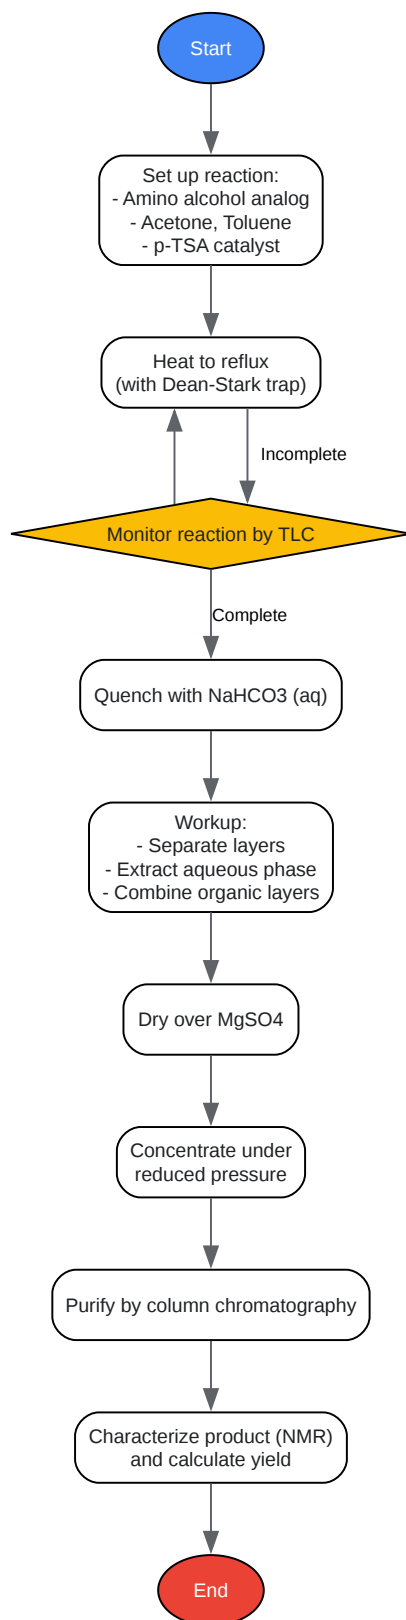 Start
Set up reaction:
- Amino alcohol analog
- Acetone, Toluene
- p-TSA catalyst
Heat to reflux
(with Dean-Stark trap)
Incomplete
Monitor reaction by TLC
Complete
Quench with NaHCO3 (aq)
Workup:
- Separate layers
- Extract aqueous phase
- Combine organic layers
Dry over MgSO4
Concentrate under
reduced pressure
Purify by column chromatography
Characterize product (NMR)
and calculate yield
End